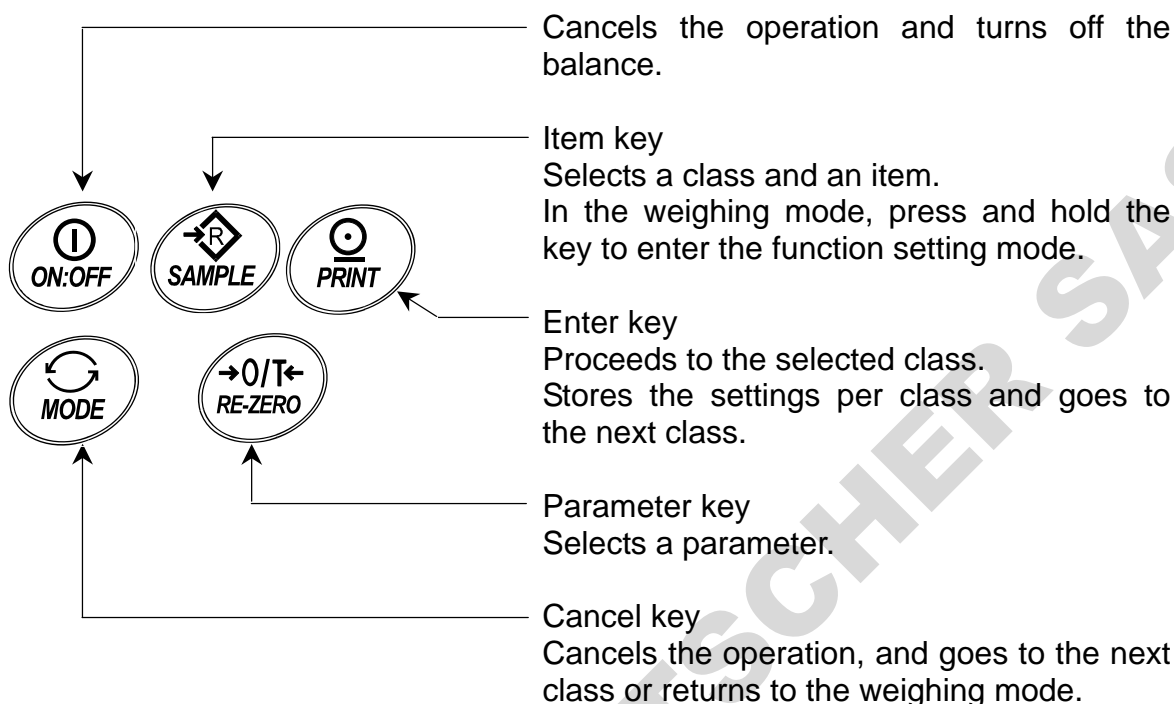 Cancels the operation and turns off the
balance.
Item key
Selects a class and an item.
In the weighing mode, press and hold the
key to enter the function setting mode.
ON:OFF
R
SAMPLE
PRINT
Enter key
Proceeds to the selected class.
Stores the settings per class and goes to
the next class.
MODE
→0/T←
RE-ZERO
Parameter key
Selects a parameter.
Cancel key
Cancels the operation, and goes to the next
class or returns to the weighing mode.